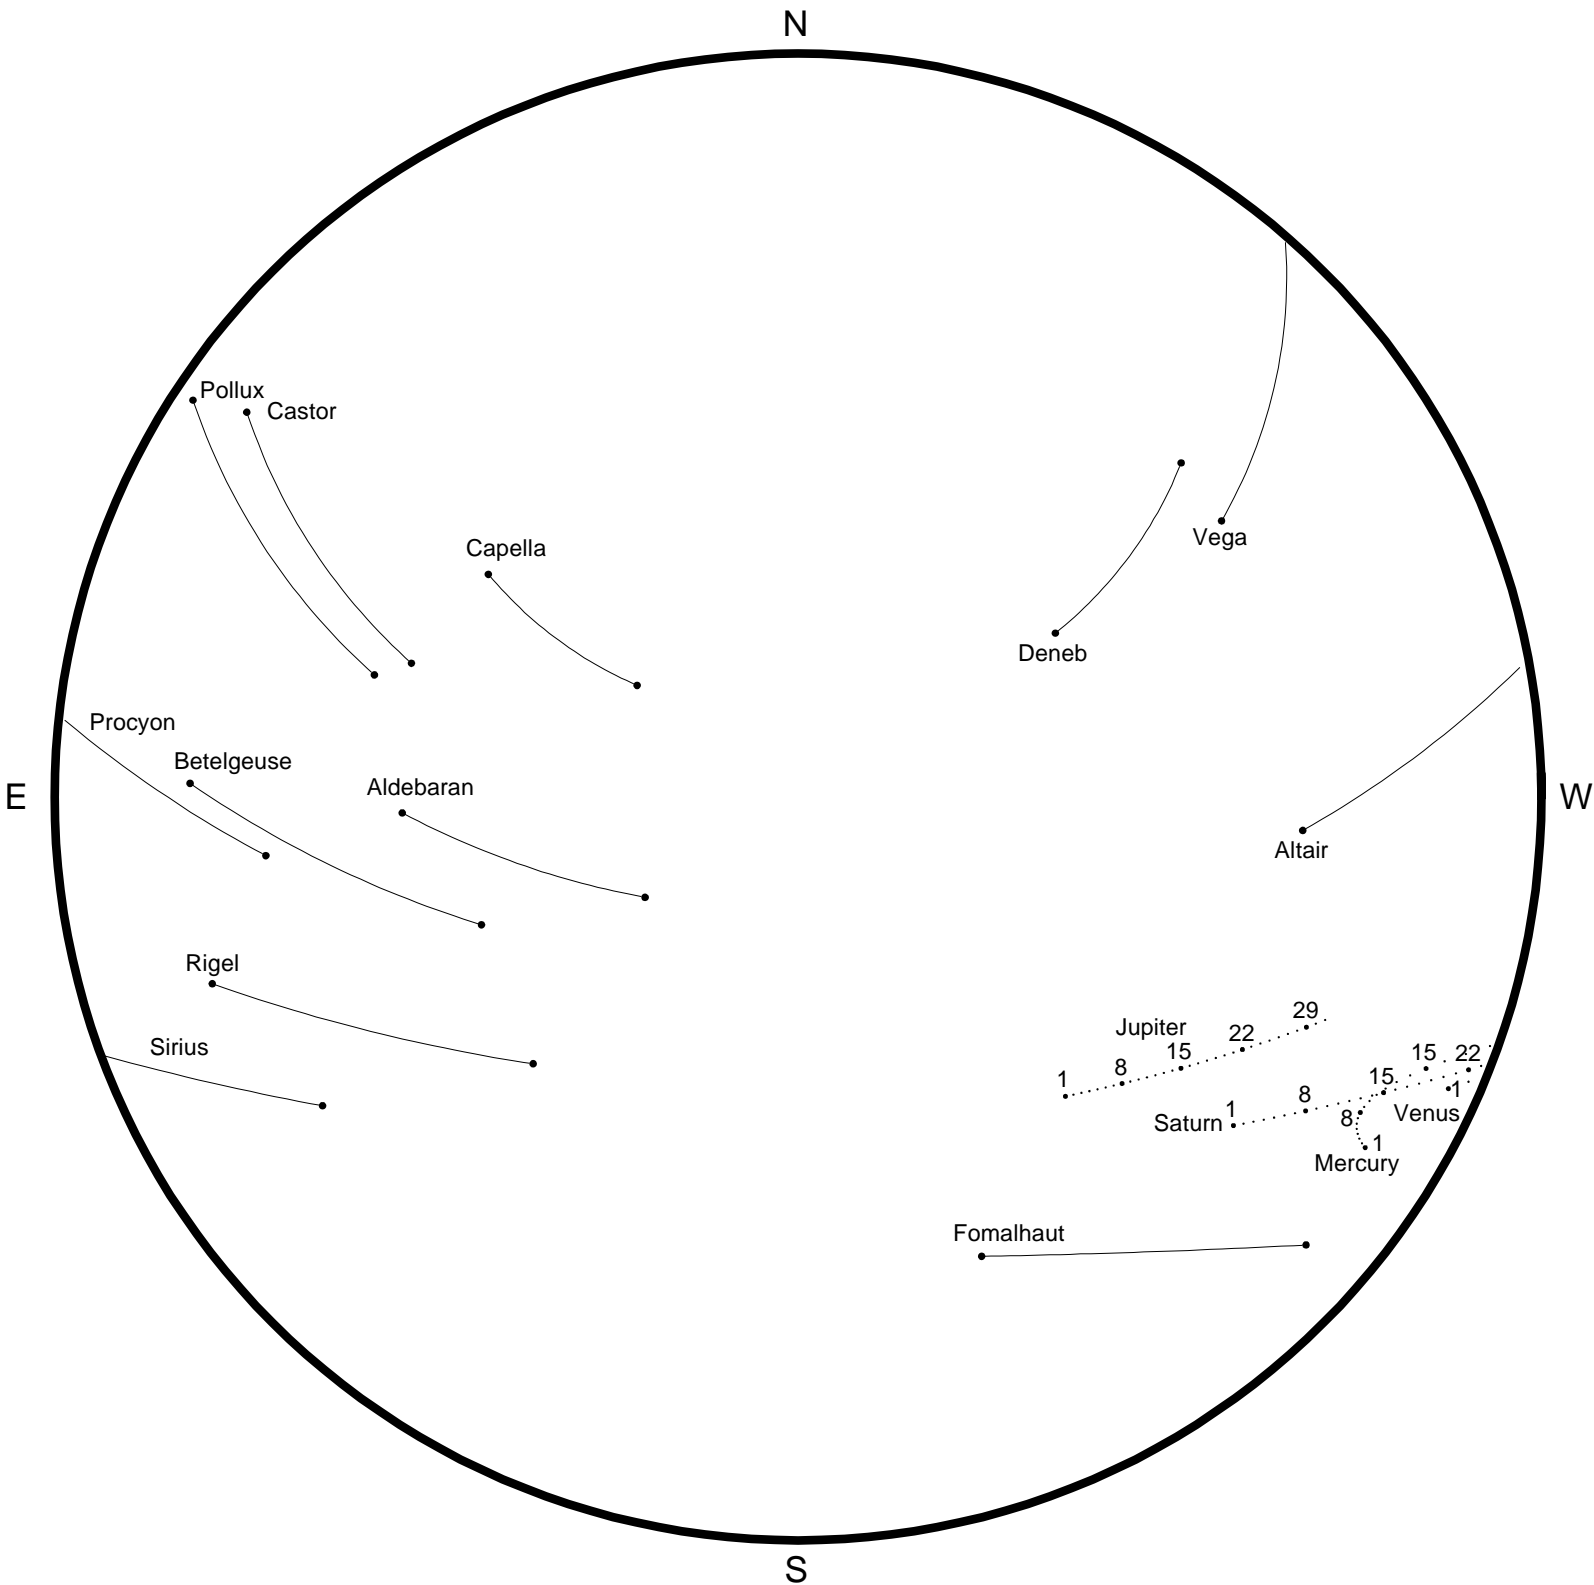 N
Pollux
Castor
Capella
Vega
Deneb
Procyon
Betelgeuse
Aldebaran
E
W
Altair
Rigel
Sirius
Jupiter
1
8
15
22
29
Saturn
1
8
15
22
15
8
1
Mercury
1
Venus
Fomalhaut
S